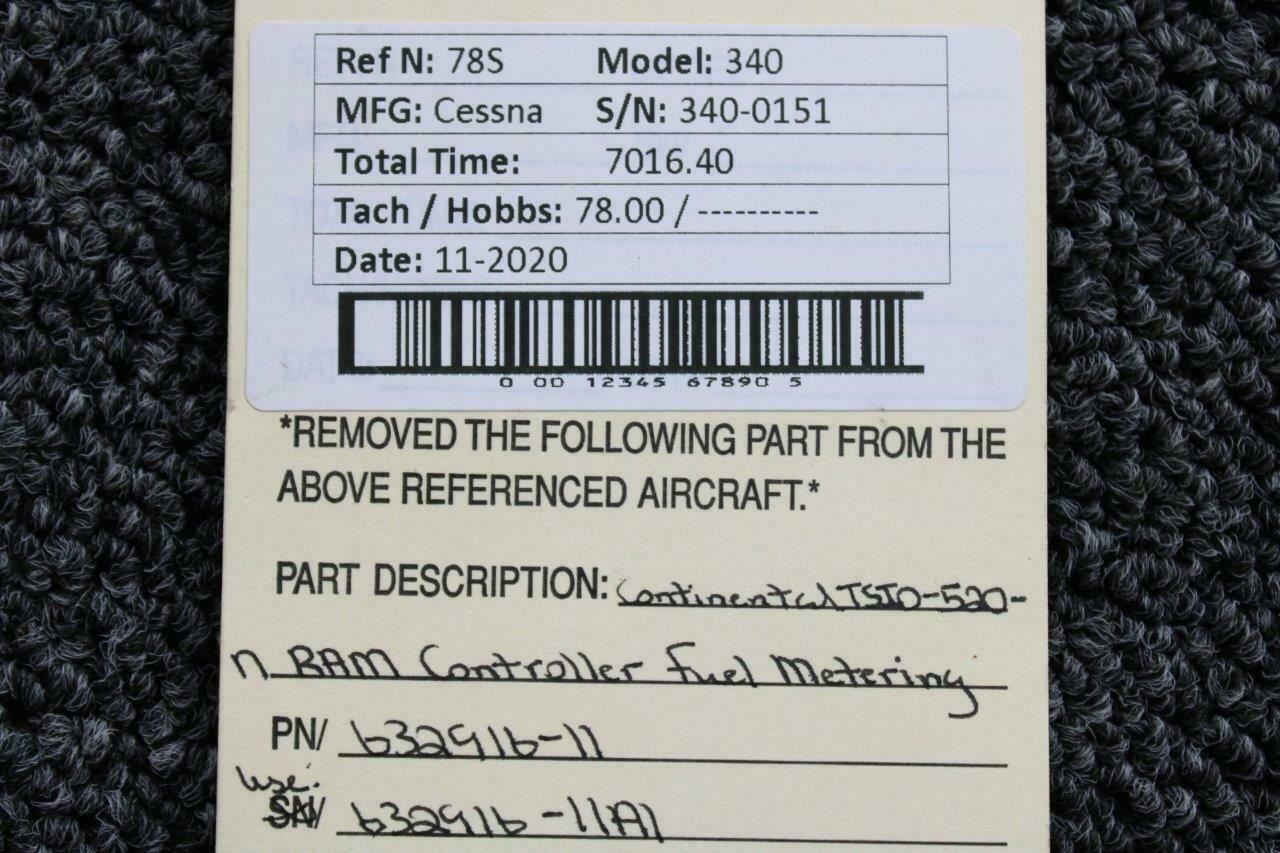 Ref N: 78S Model: 340
MFG: Cessna S/N: 340-0151
Total Time: 7016.40
Tach / Hobbs: 78.00 / ----------
Date: 11-2020
0 00 12345 67890 5
*REMOVED THE FOLLOWING PART FROM THE
ABOVE REFERENCED AIRCRAFT.*
PART DESCRIPTION: Continental TSIO-520-
n RAM Controller Fuel Metering
PN/ 632916-11
use:
SN/ 632916-11A1